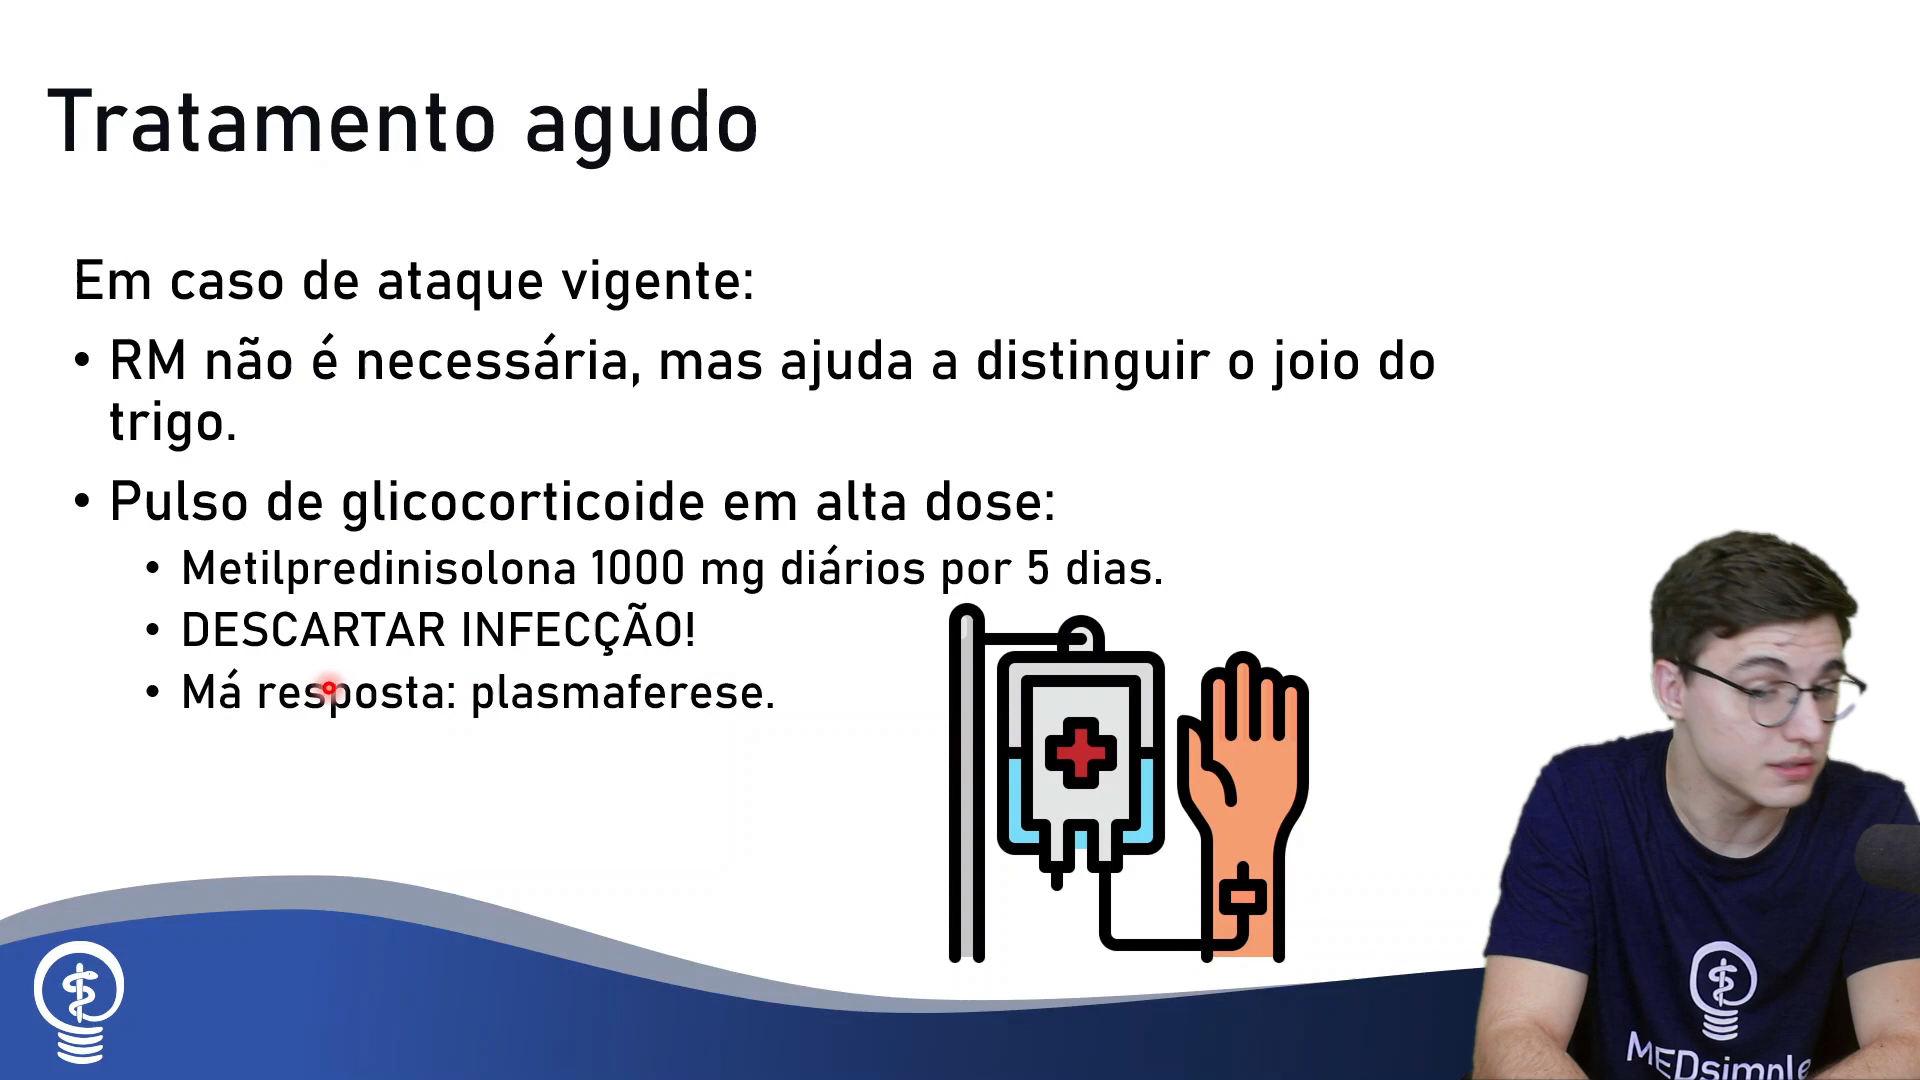 Tratamento agudo
Em caso de ataque vigente:
• RM não é necessária, mas ajuda a distinguir o joio do
trigo.
• Pulso de glicocorticoide em alta dose:
• Metilpredinisolona 1000 mg diários por 5 dias.
• DESCARTAR INFECÇÃO!
• Má resposta: plasmaferese.
MEDsimple